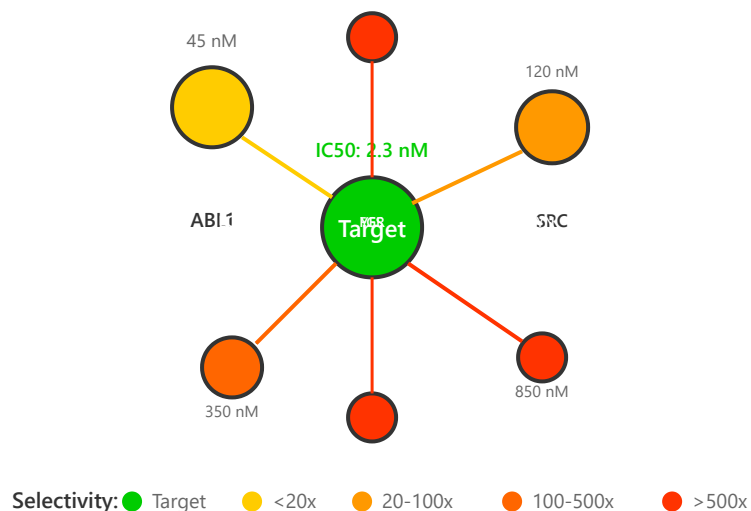 45 nM
120 nM
IC50: 2.3 nM
ABL1
Target
SRC
350 nM
850 nM
Selectivity: Target <20x 20-100x 100-500x >500x